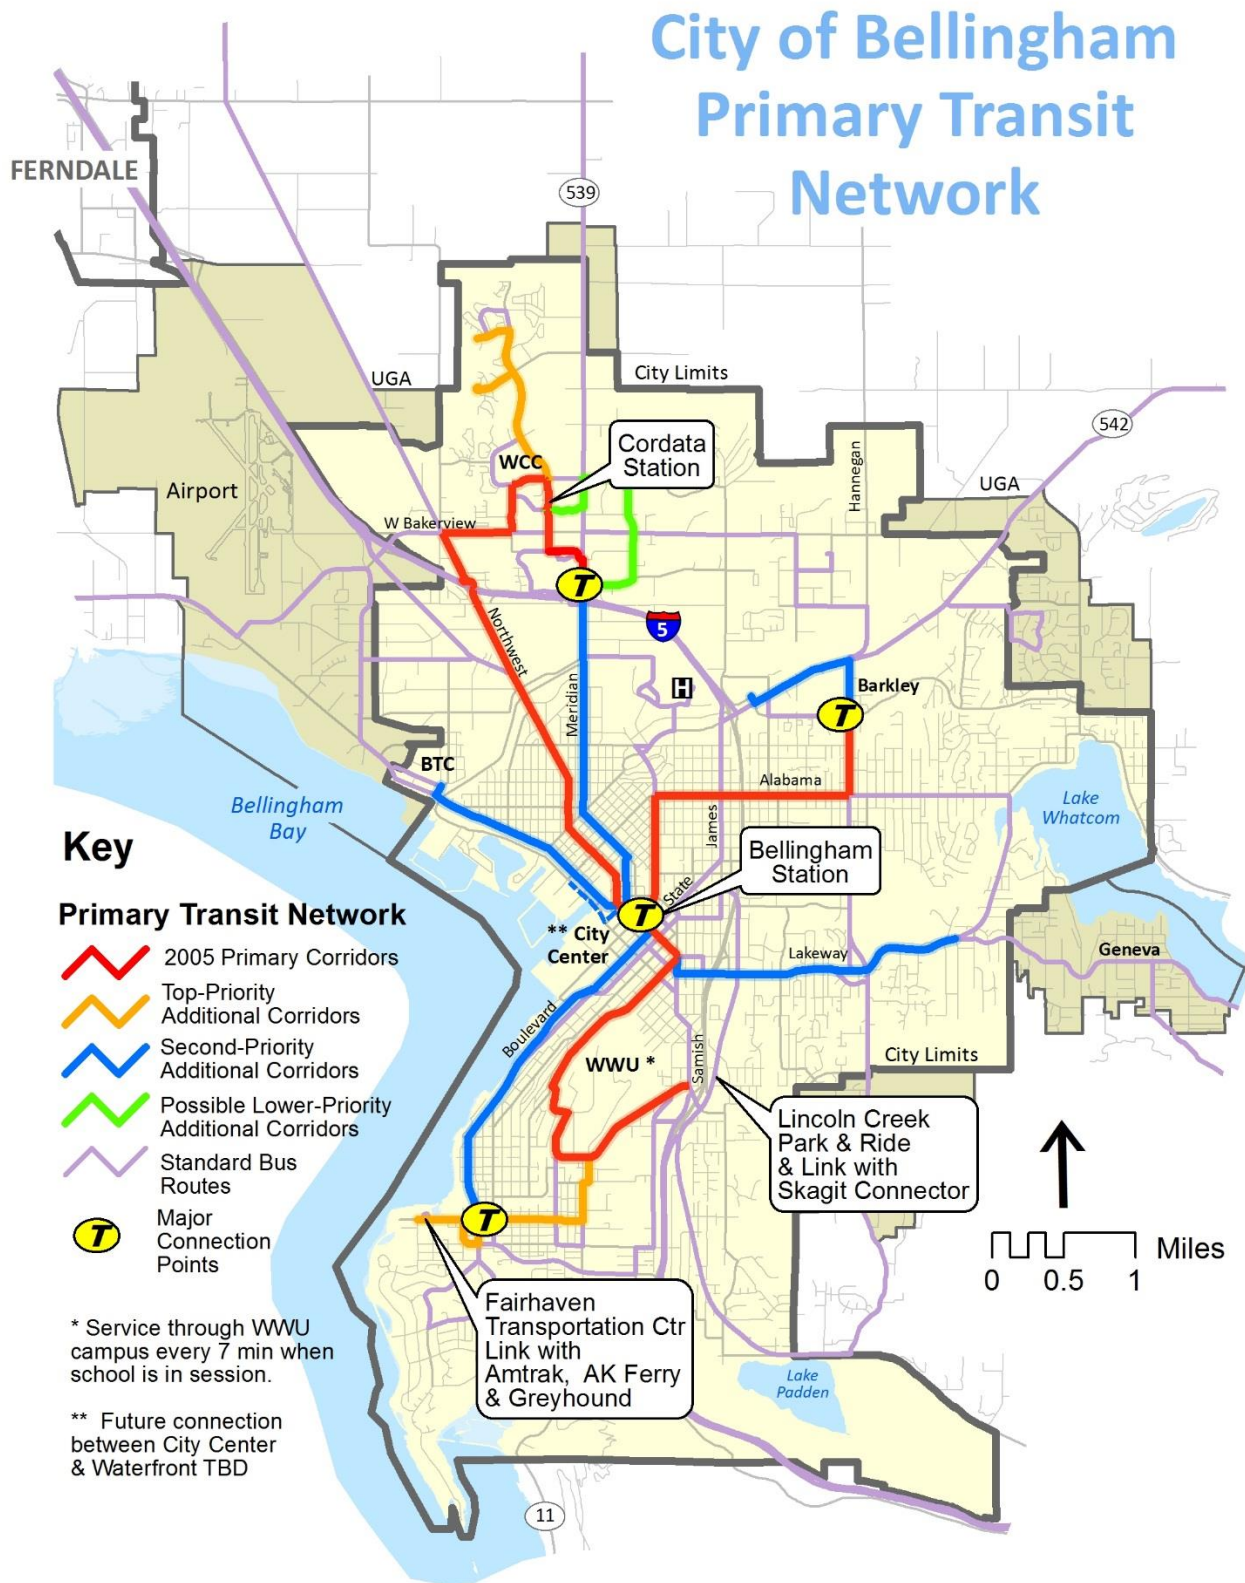 City of Bellingham
Primary Transit
Network
FERNDALE
539
UGA
City Limits
542
Cordata
Station
WCC
Hannegan
UGA
Airport
W Bakerview
T
Northwest
5
Meridian
H
Barkley
T
BTC
Alabama
Bellingham
Bay
James
Lake
Whatcom
Bellingham
Station
State
T
** City
Center
Lakeway
Geneva
Boulevard
WWU *
Samish
City Limits
Lincoln Creek
Park & Ride
& Link with
Skagit Connector
T
Fairhaven
Transportation Ctr
Link with
Amtrak, AK Ferry
& Greyhound
Lake
Padden
11
Key
Primary Transit Network
2005 Primary Corridors
Top-Priority
Additional Corridors
Second-Priority
Additional Corridors
Possible Lower-Priority
Additional Corridors
Standard Bus
Routes
T
Major
Connection
Points
* Service through WWU
campus every 7 min when
school is in session.
** Future connection
between City Center
& Waterfront TBD
Miles
0 0.5 1